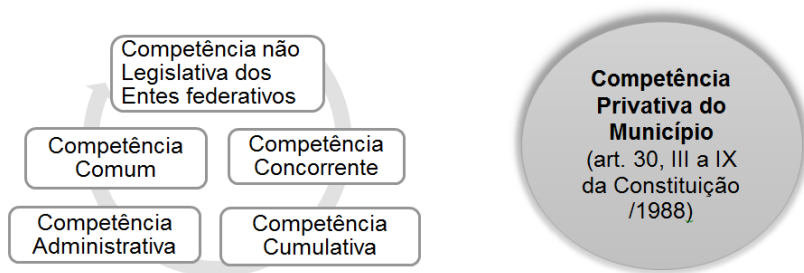 Competência não
Legislativa dos
Entes federativos
Competência
Comum
Competência
Concorrente
Competência
Administrativa
Competência
Cumulativa
Competência
Privativa do
Município
(art. 30, III a IX
da Constituição
/1988)